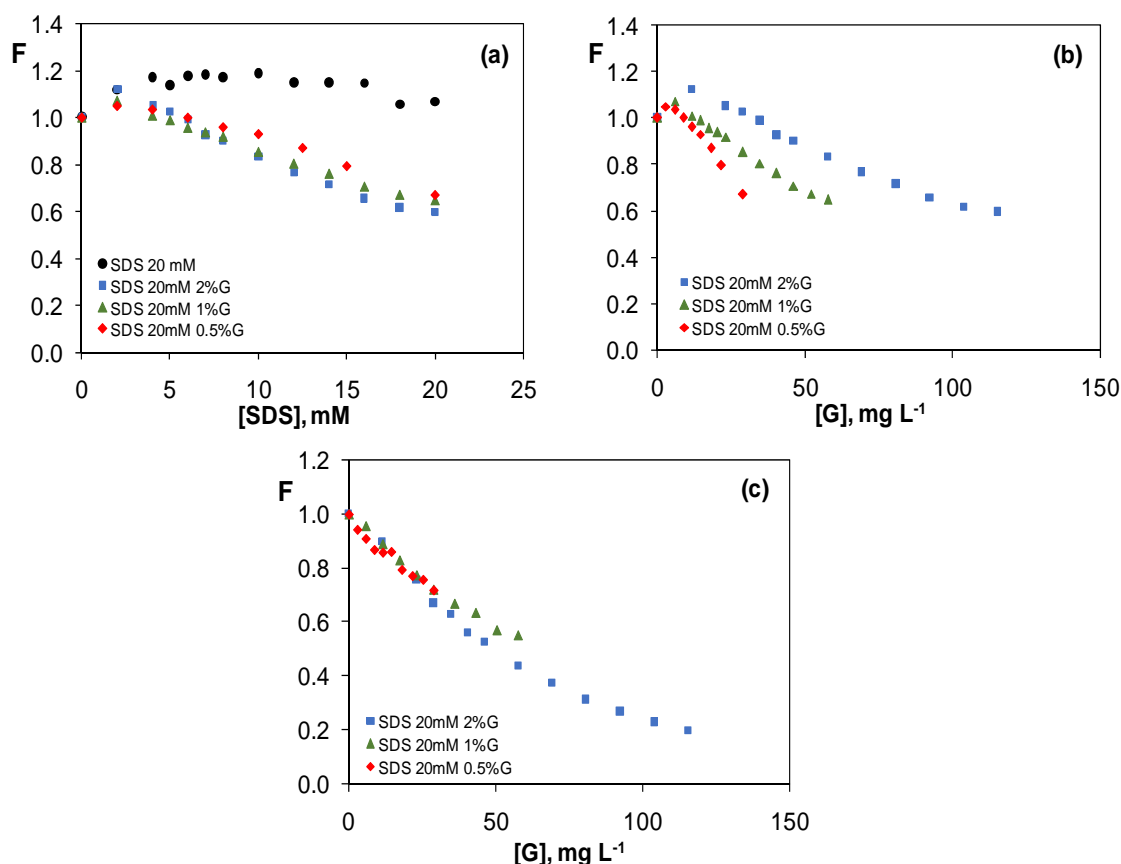 1.4
F
(a)
1.2
1.0
0.8
0.6
0.4
0.2
0.0
SDS 20 mM
SDS 20mM 2%G
SDS 20mM 1%G
SDS 20mM 0.5%G
0 5 10 15 20 25
[SDS], mM
1.4
F
(b)
1.2
1.0
0.8
0.6
0.4
0.2
0.0
SDS 20mM 2%G
SDS 20mM 1%G
SDS 20mM 0.5%G
0 50 100 150
[G], mg L-1
1.2
F
(c)
1.0
0.8
0.6
0.4
0.2
0.0
SDS 20mM 2%G
SDS 20mM 1%G
SDS 20mM 0.5%G
0 50 100 150
[G], mg L-1